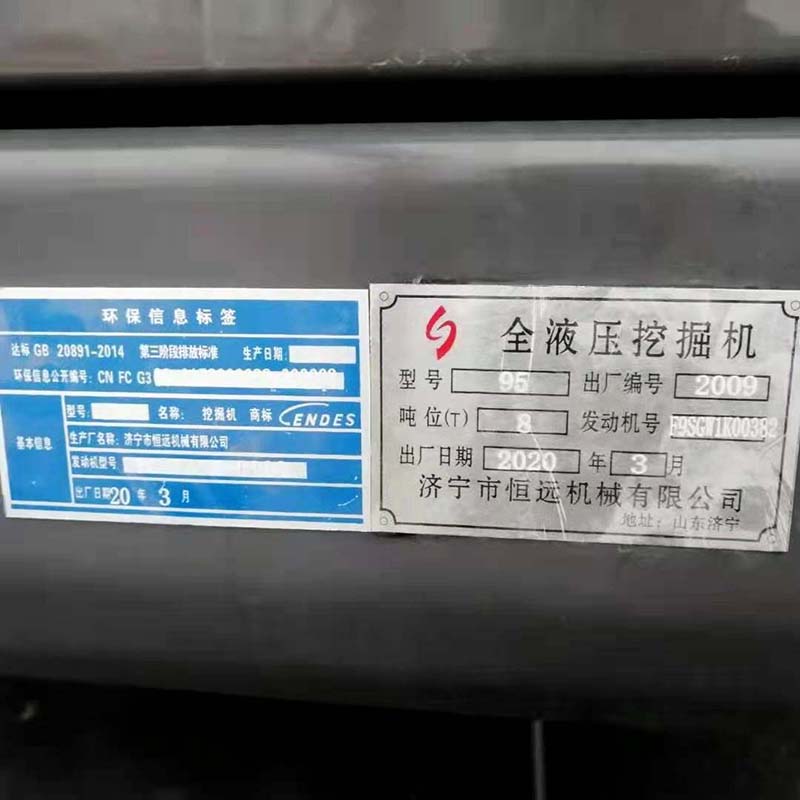 环保信息标签
达标 GB 20891-2014 第三阶段排放标准 生产日期:
环保信息公开编号: CN FC G3
基本信息
型号: 名称: 挖掘机 商标 CENDES
生产厂名称: 济宁市恒远机械有限公司
发动机型号
出厂日期 20 年 3 月
全液压挖掘机
型号 95 出厂编号 2009
吨位(T) 8 发动机号 F9SGW1K00382
出厂日期 2020 年 3 月
济宁市恒远机械有限公司
地址: 山东济宁